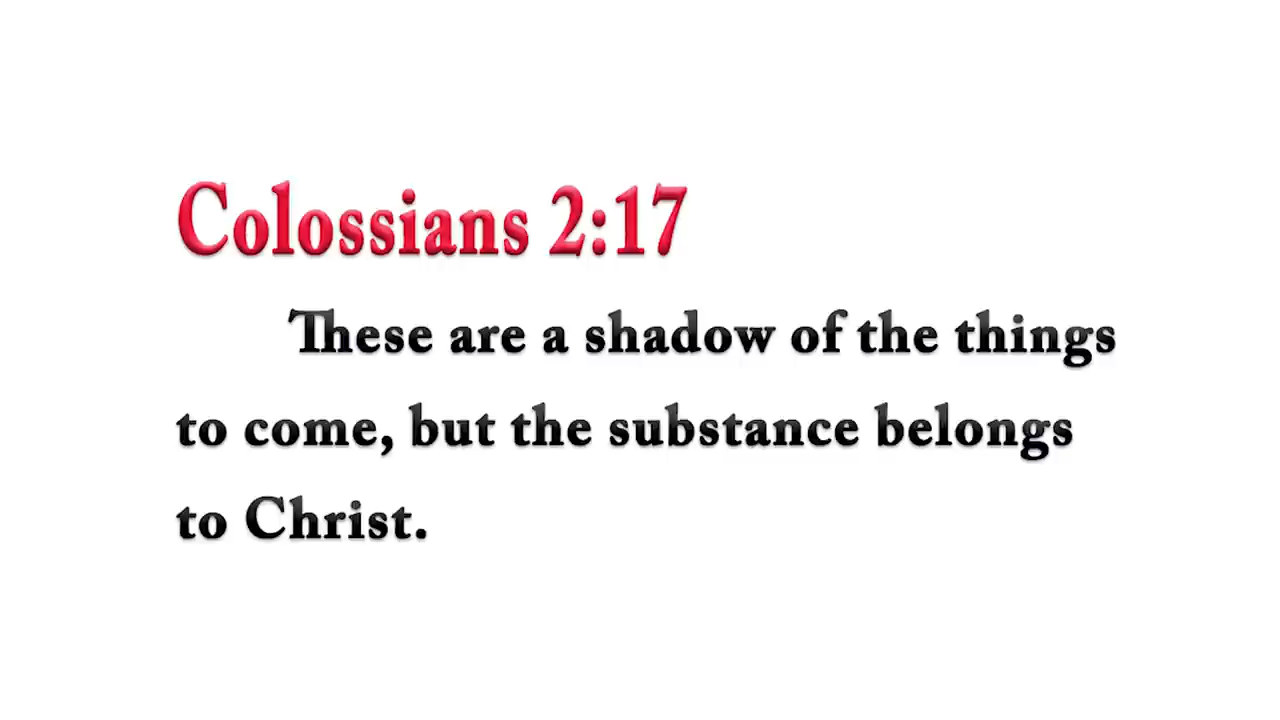 Colossians 2:17
These are a shadow of the things
to come, but the substance belongs
to Christ.